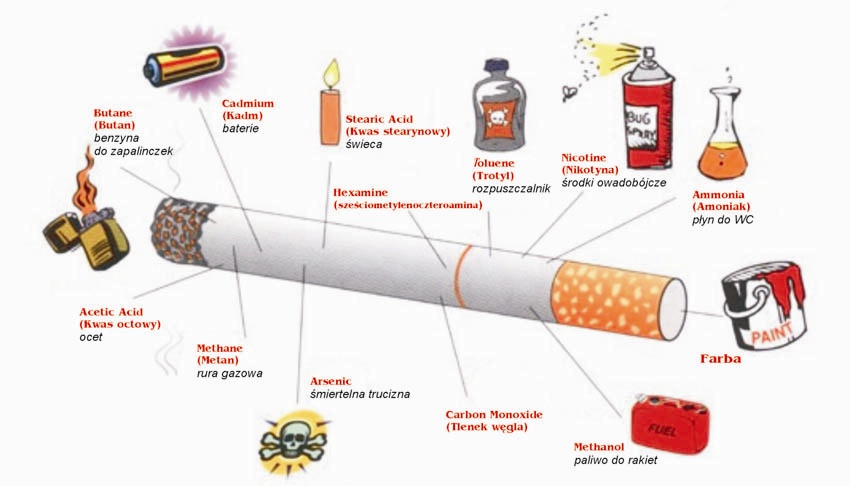 Butane
(Butan)
benzyna
do zapalinczek
Cadmium
(Kadm)
baterie
Stearic Acid
(Kwas stearynowy)
świeca
Hexamine
(sześciometylenoczteroamina)
Toluene
(Trotyl)
rozpuszczalnik
Nicotine
(Nikotyna)
środki owadobójcze
BUG
SPRAY
Ammonia
(Amoniak)
płyn do WC
Acetic Acid
(Kwas octowy)
ocet
Methane
(Metan)
rura gazowa
Arsenic
śmiertelna trucizna
Carbon Monoxide
(Tlenek węgla)
Methanol
paliwo do rakiet
FUEL
PAINT
Farba